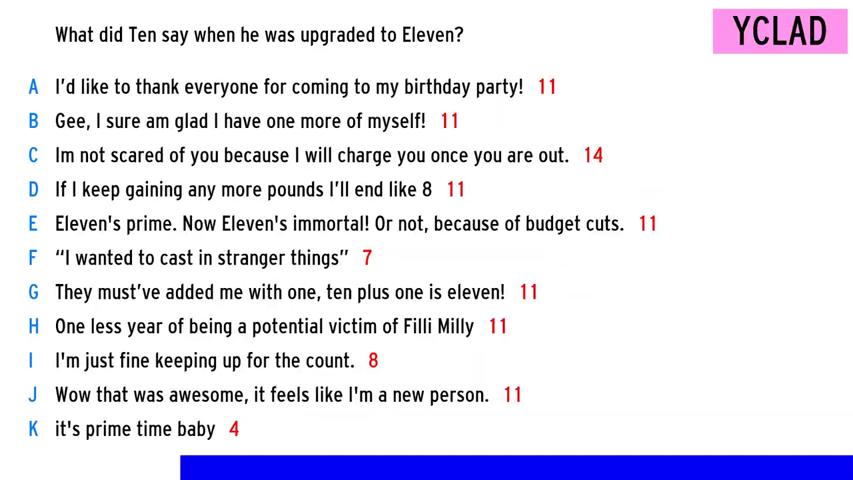 What did Ten say when he was upgraded to Eleven?
YCLAD
A I'd like to thank everyone for coming to my birthday party! 11
B Gee, I sure am glad I have one more of myself! 11
C Im not scared of you because I will charge you once you are out. 14
D If I keep gaining any more pounds I'll end like 8 11
E Eleven's prime. Now Eleven's immortal! Or not, because of budget cuts. 11
F “I wanted to cast in stranger things” 7
G They must've added me with one, ten plus one is eleven! 11
H One less year of being a potential victim of Filli Milly 11
I I'm just fine keeping up for the count. 8
J Wow that was awesome, it feels like I'm a new person. 11
K it's prime time baby 4